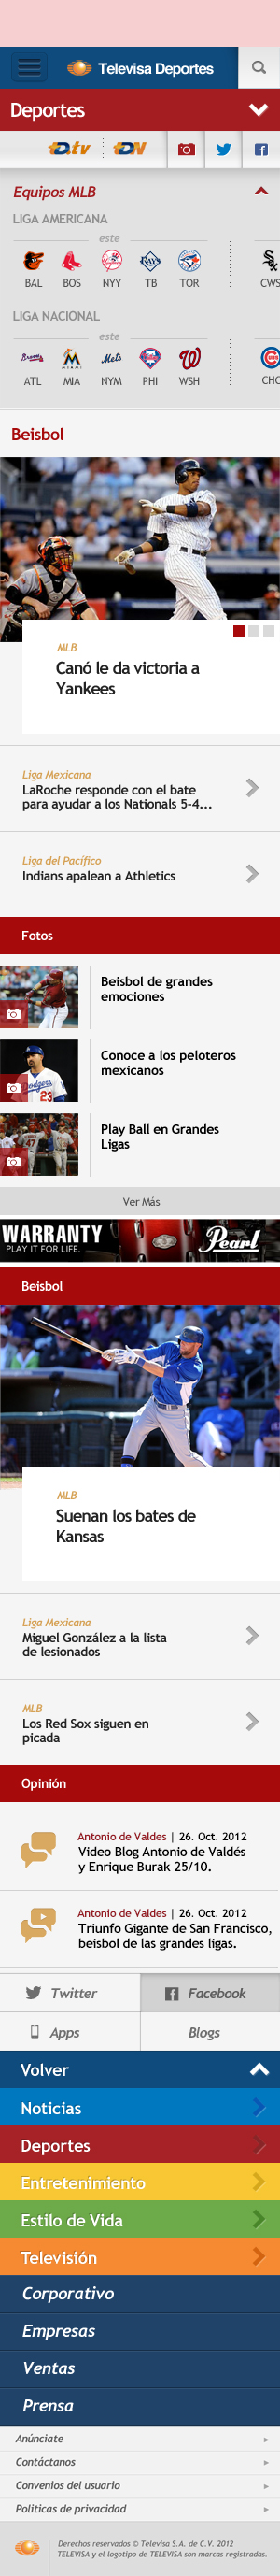 Televisa Deportes
Deportes
TD.tv TDN
Equipos MLB
LIGA AMERICANA
este
BAL BOS NYY TB TOR CWS
LIGA NACIONAL
este
ATL MIA NYM PHI WSH CHC
Beisbol
MLB
Canó le da victoria a
Yankees
Liga Mexicana
LaRoche responde con el bate
para ayudar a los Nationals 5-4...
Liga del Pacífico
Indians apalean a Athletics
Fotos
Beisbol de grandes
emociones
Conoce a los peloteros
mexicanos
Play Ball en Grandes
Ligas
Ver Más
WARRANTY
PLAY IT FOR LIFE.
Pearl
Beisbol
MLB
Suenan los bates de
Kansas
Liga Mexicana
Miguel González a la lista
de lesionados
MLB
Los Red Sox siguen en
picada
Opinión
Antonio de Valdes | 26. Oct. 2012
Video Blog Antonio de Valdés
y Enrique Burak 25/10.
Antonio de Valdes | 26. Oct. 2012
Triunfo Gigante de San Francisco,
beisbol de las grandes ligas.
Twitter Facebook
Apps Blogs
Volver
Noticias
Deportes
Entretenimiento
Estilo de Vida
Televisión
Corporativo
Empresas
Ventas
Prensa
Anúnciate
Contáctanos
Convenios del usuario
Politicas de privacidad
Derechos reservados © Televisa S.A. de C.V. 2012
TELEVISA y el logotipo de TELEVISA son marcas registradas.